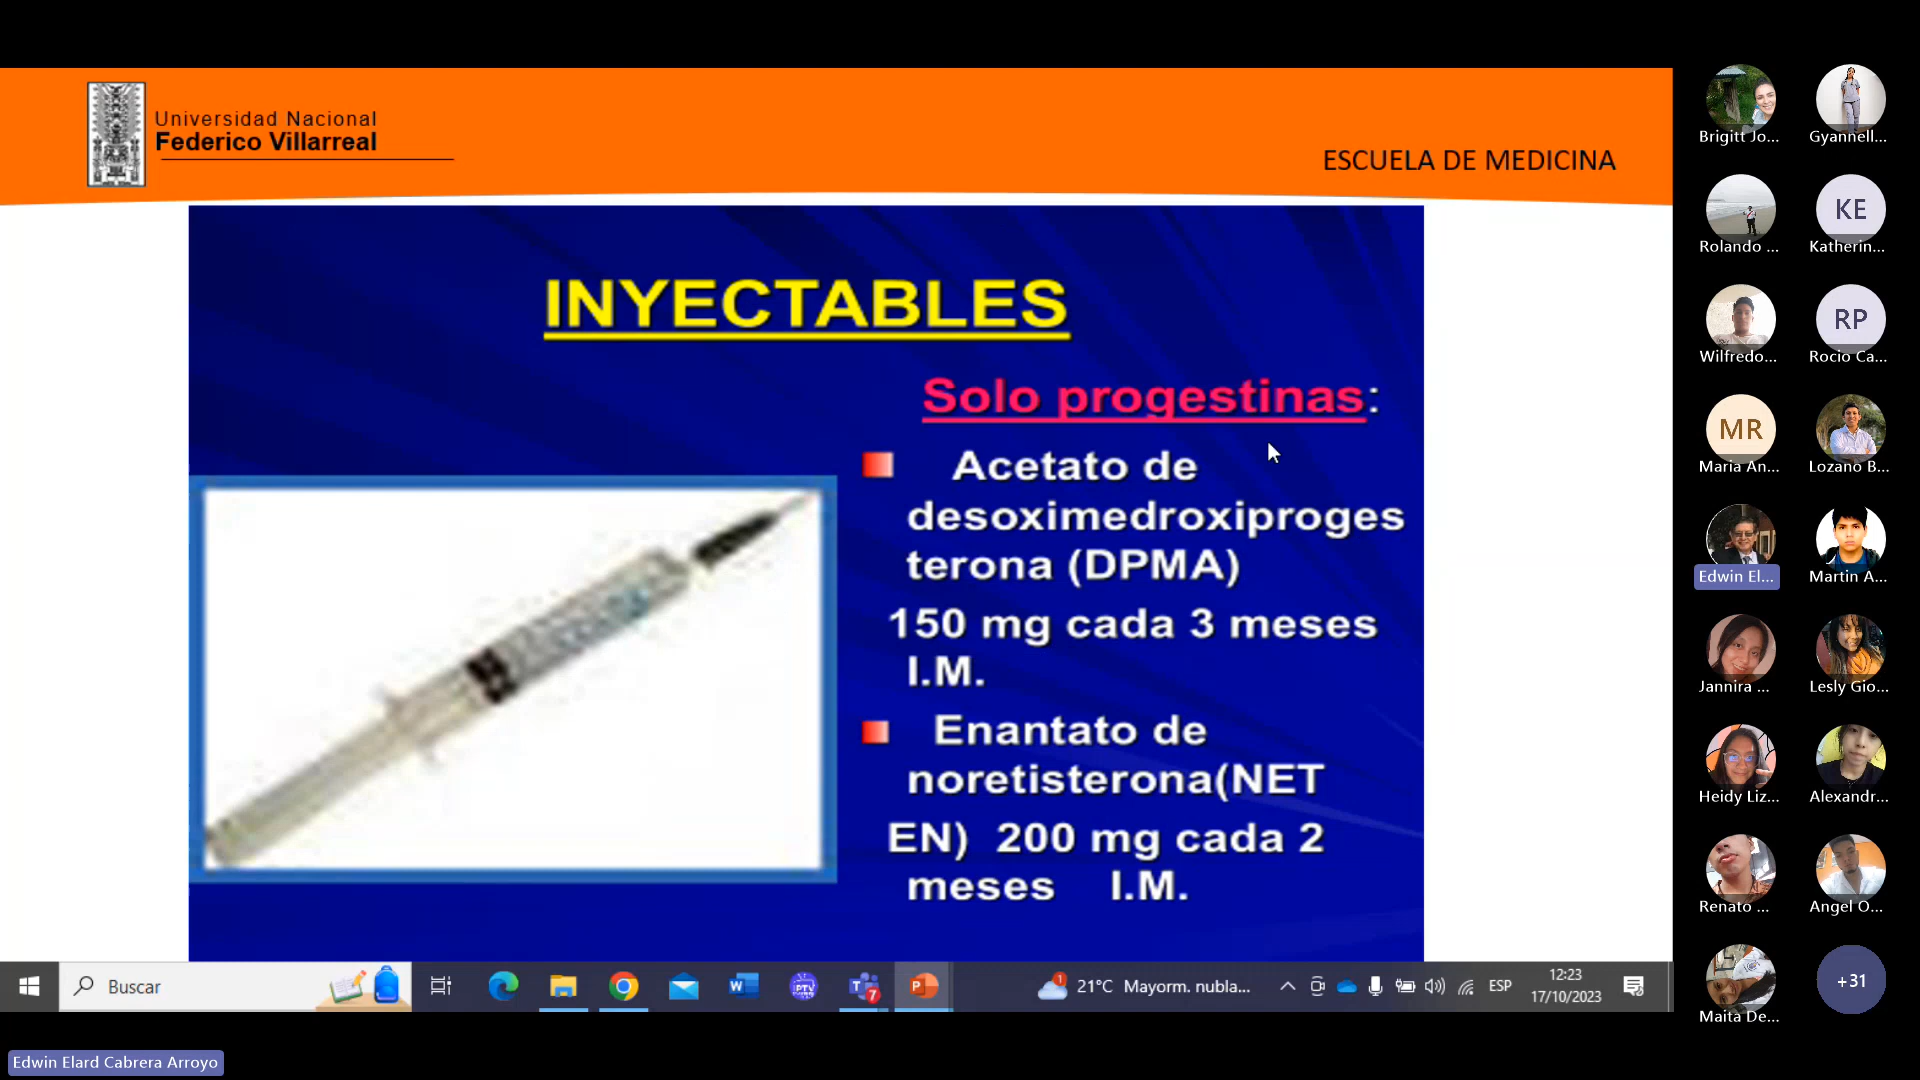 Universidad Nacional
Federico Villarreal
ESCUELA DE MEDICINA
INYECTABLES
Solo progestinas:
Acetato de
desoximedroxiproges
terona (DPMA)
150 mg cada 3 meses
I.M.
Enantato de
noretisterona(NET
EN) 200 mg cada 2
meses I.M.
Brigitt Jo...
Gyannell...
Rolando ...
KE
Katherin...
Wilfredo...
RP
Rocio Ca...
MR
Maria An...
Lozano B...
Edwin El...
Martin A...
Jannira ...
Lesly Gio...
Heidy Liz...
Alexandr...
Renato ...
Angel O...
Maita De...
+31
Buscar
W
PTV
T
7
P
1
21°C Mayorm. nubla...
ESP
12:23
17/10/2023
Edwin Elard Cabrera Arroyo